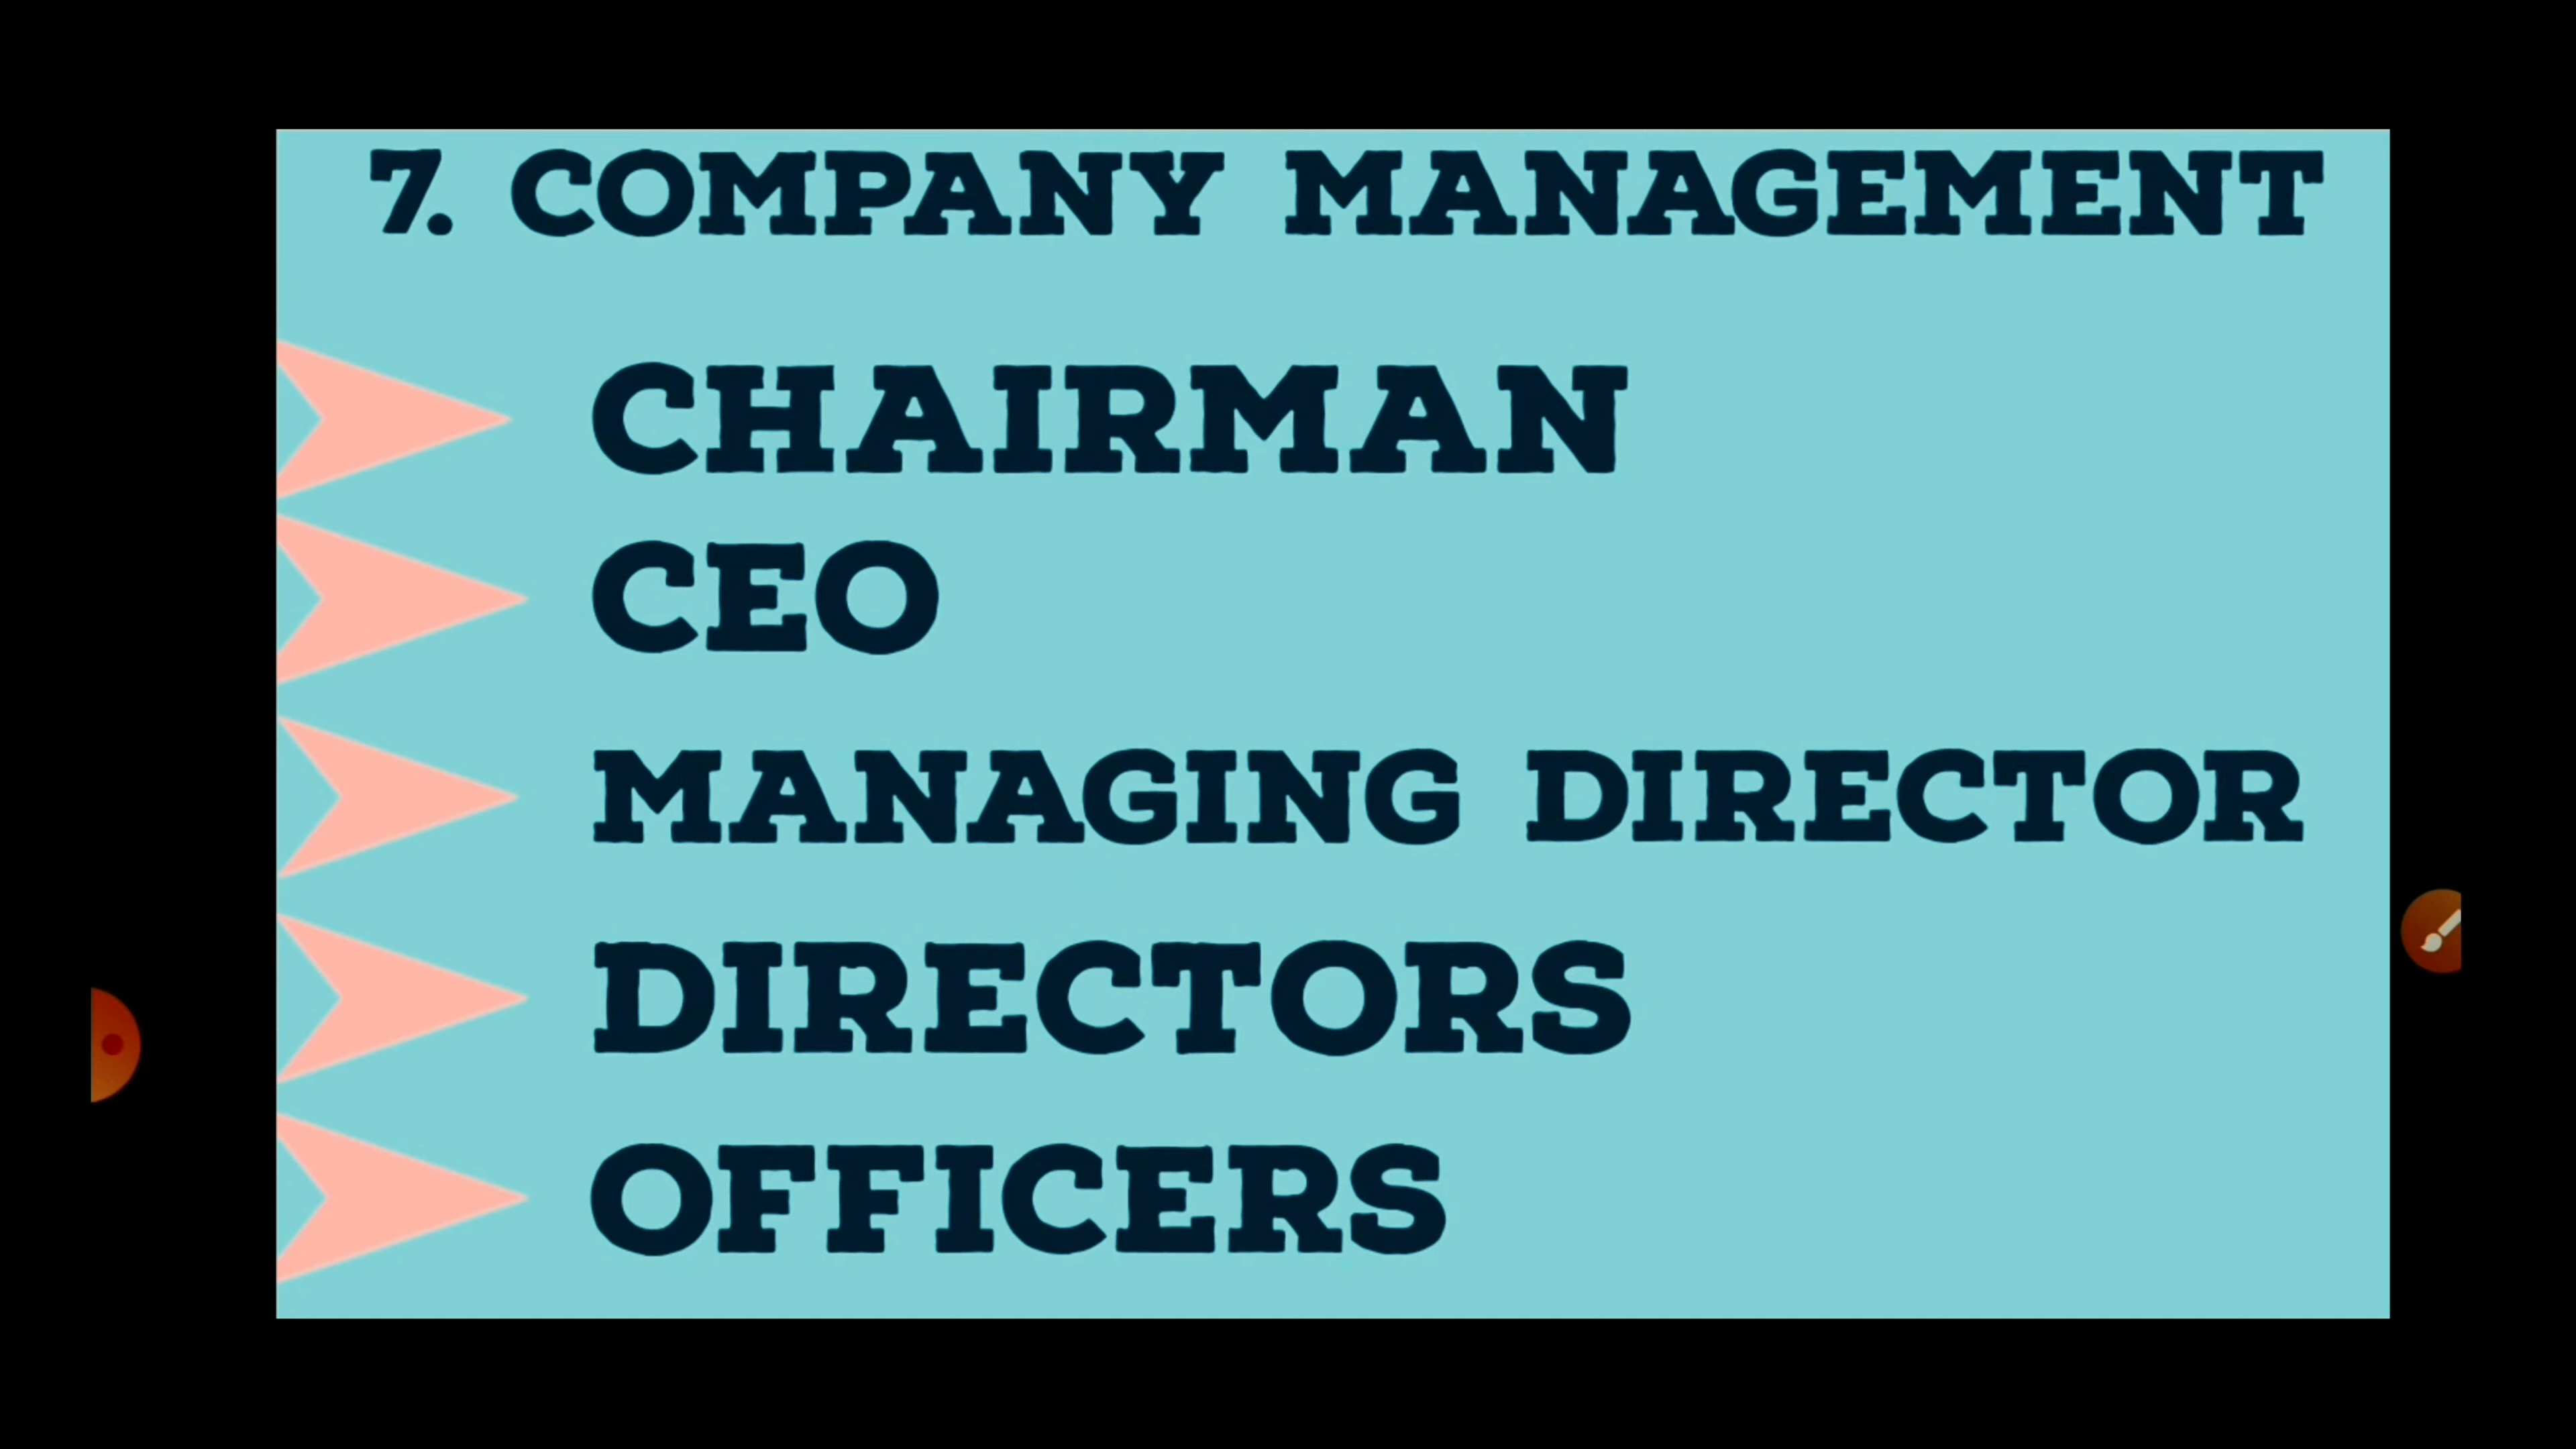 7. COMPANY MANAGEMENT
CHAIRMAN
CEO
MANAGING DIRECTOR
DIRECTORS
OFFICERS